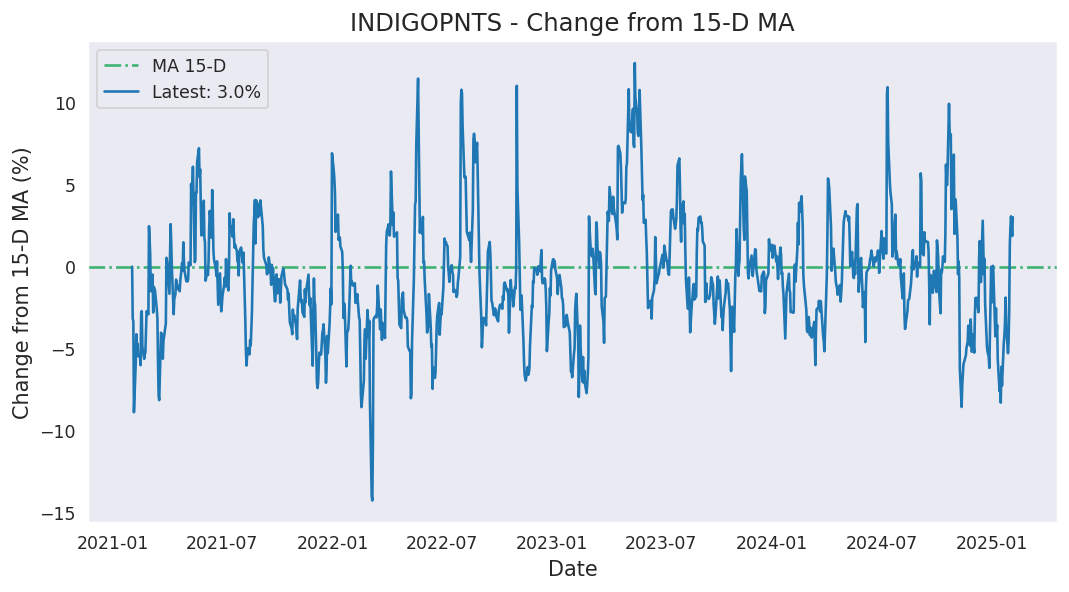 INDIGOPNTS - Change from 15-D MA
MA 15-D
Latest: 3.0%
Change from 15-D MA (%)
10
5
0
−5
−10
−15
2021-01 2021-07 2022-01 2022-07 2023-01 2023-07 2024-01 2024-07 2025-01
Date